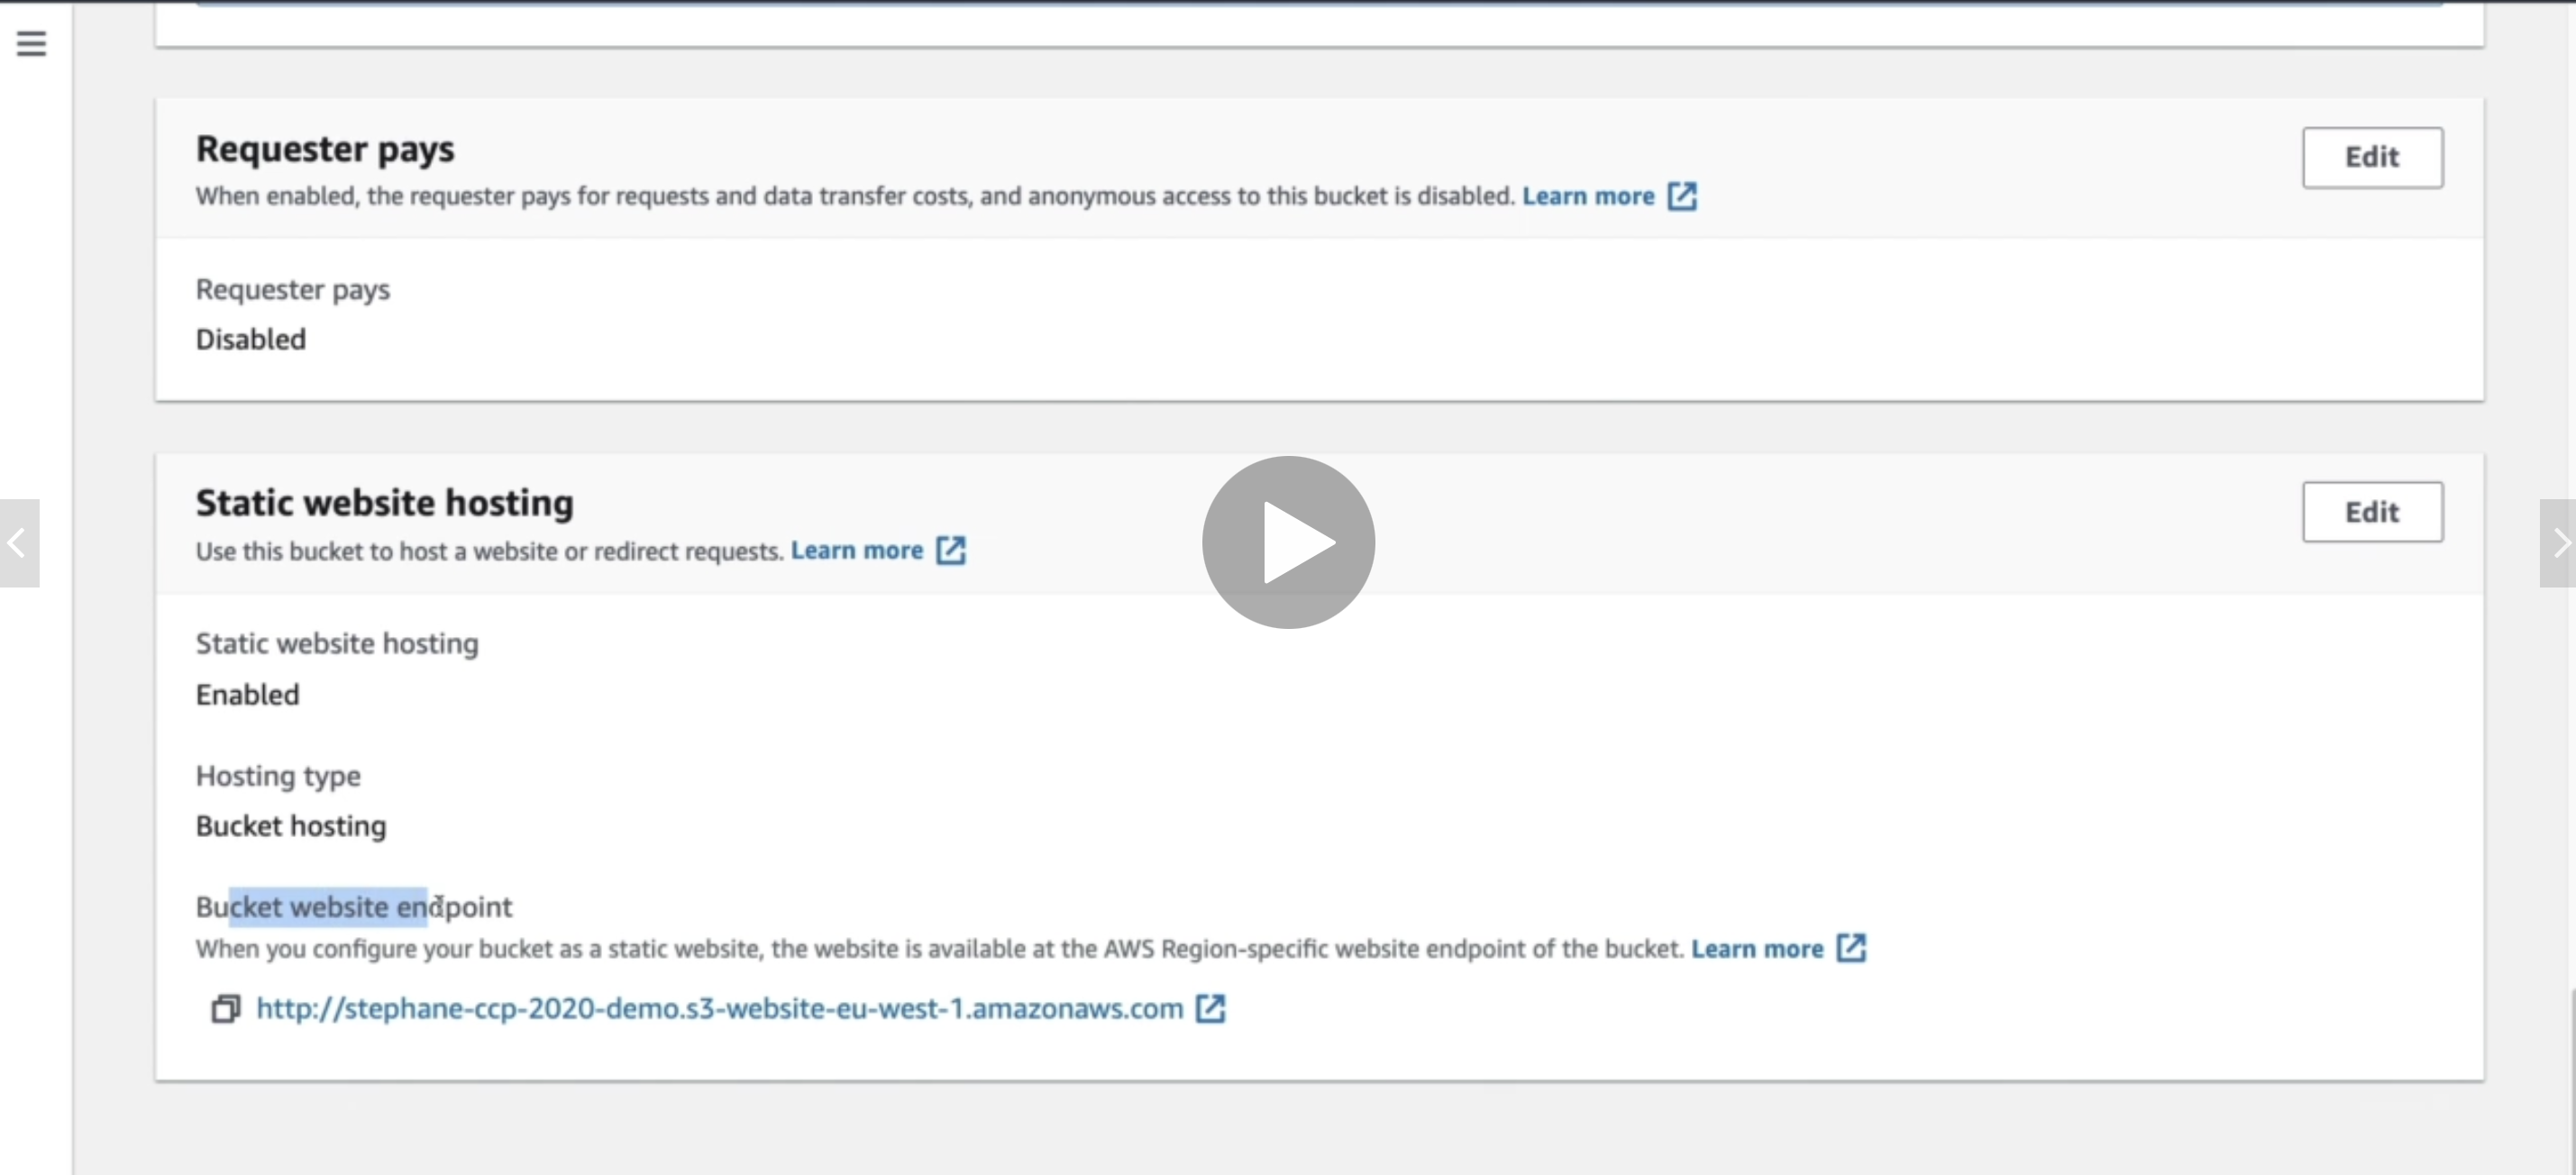 Requester pays
Edit
When enabled, the requester pays for requests and data transfer costs, and anonymous access to this bucket is disabled. Learn more
Requester pays
Disabled
Static website hosting
Edit
Use this bucket to host a website or redirect requests. Learn more
Static website hosting
Enabled
Hosting type
Bucket hosting
Bucket website endpoint
When you configure your bucket as a static website, the website is available at the AWS Region-specific website endpoint of the bucket. Learn more
http://stephane-ccp-2020-demo.s3-website-eu-west-1.amazonaws.com